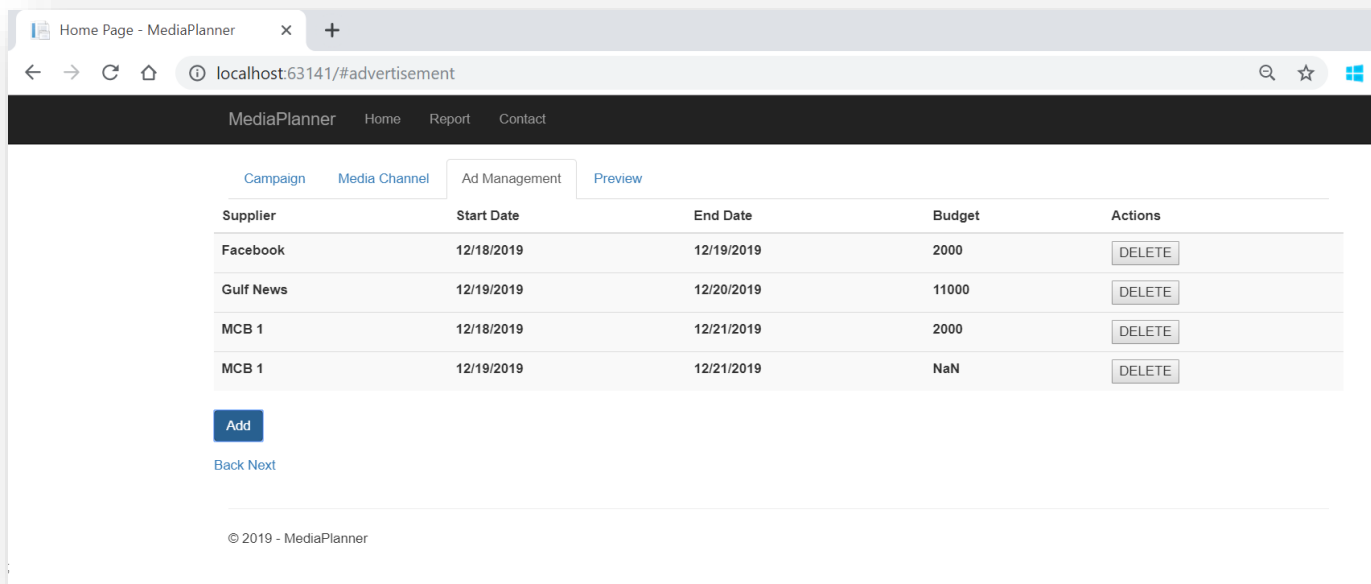 Home Page - MediaPlanner
localhost:63141/#advertisement
MediaPlanner Home Report Contact
Campaign Media Channel Ad Management Preview
Supplier Start Date End Date Budget Actions
Facebook 12/18/2019 12/19/2019 2000 DELETE
Gulf News 12/19/2019 12/20/2019 11000 DELETE
MCB 1 12/18/2019 12/21/2019 2000 DELETE
MCB 1 12/19/2019 12/21/2019 NaN DELETE
Add
Back Next
© 2019 - MediaPlanner